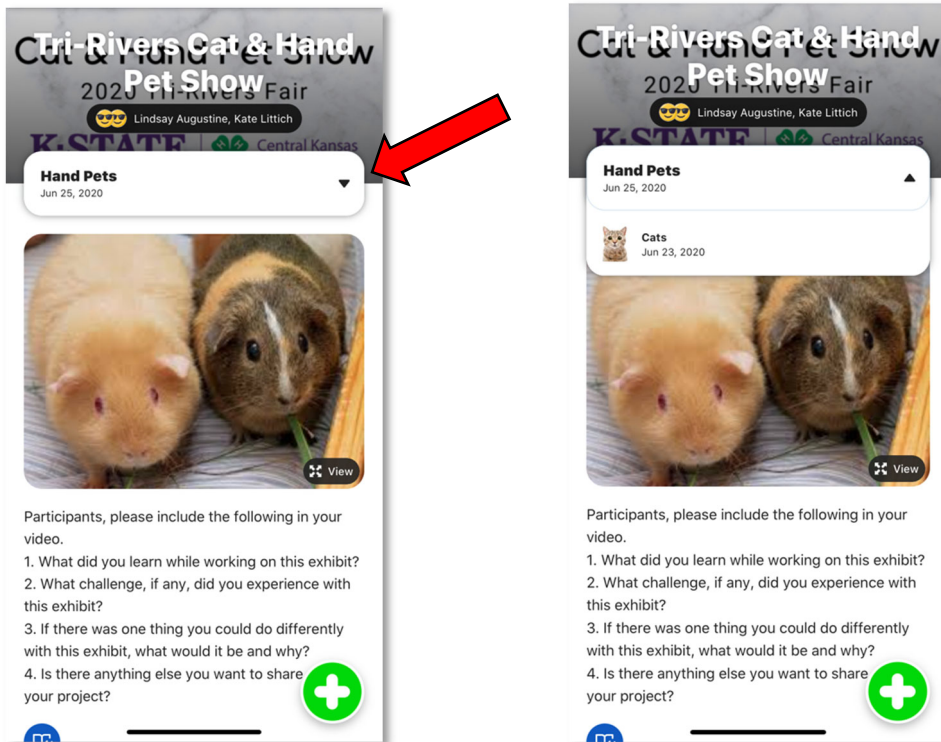 Cat & Hand Pet Show
Tri-Rivers Cat & Hand
Pet Show
2020 Tri-Rivers Fair
Lindsay Augustine, Kate Littich
K-STATE
Central Kansas
Hand Pets
Jun 25, 2020
View
Participants, please include the following in your
video.
1. What did you learn while working on this exhibit?
2. What challenge, if any, did you experience with
this exhibit?
3. If there was one thing you could do differently
with this exhibit, what would it be and why?
4. Is there anything else you want to share
your project?
Cat & Hand Pet Show
Tri-Rivers Cat & Hand
Pet Show
2020 Tri-Rivers Fair
Lindsay Augustine, Kate Littich
K-STATE
Central Kansas
Hand Pets
Jun 25, 2020
Cats
Jun 23, 2020
View
Participants, please include the following in your
video.
1. What did you learn while working on this exhibit?
2. What challenge, if any, did you experience with
this exhibit?
3. If there was one thing you could do differently
with this exhibit, what would it be and why?
4. Is there anything else you want to share
your project?